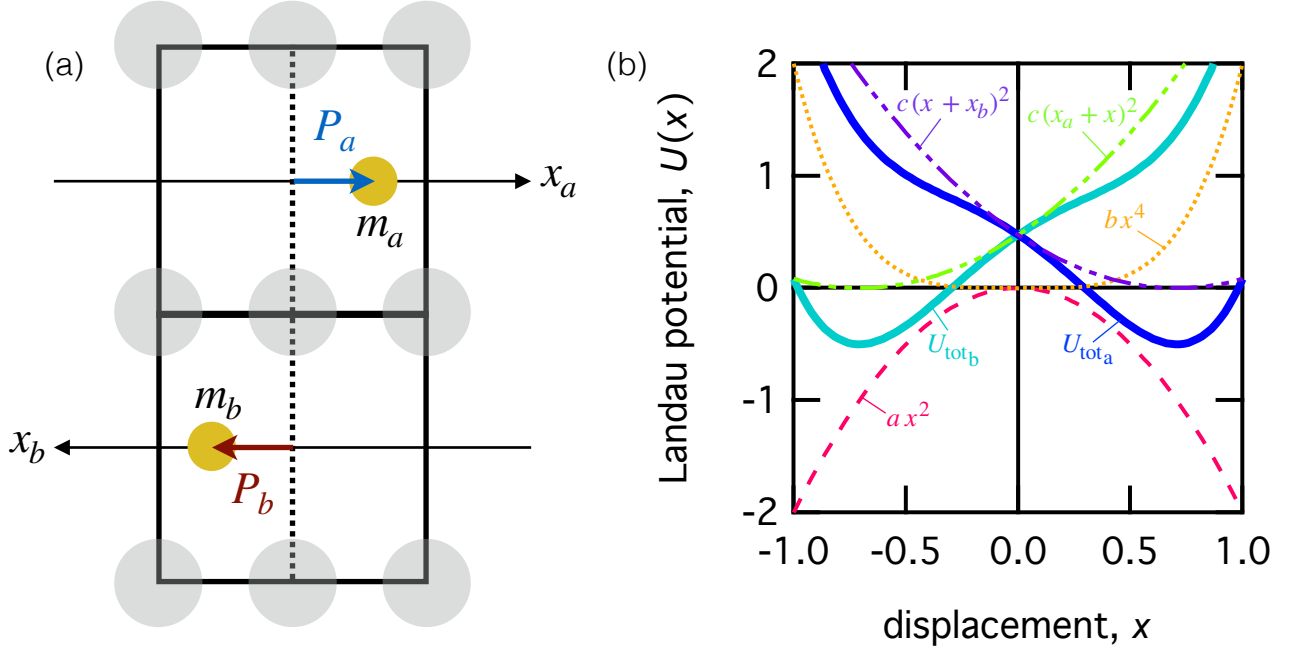 (a)
P_a
x_a
m_a
m_b
x_b
P_b
(b)
Landau potential, U(x)
2
1
0
-1
-2
c(x + x_b)^2
c(x_a + x)^2
bx^4
U_tot_b
U_tot_a
ax^2
-1.0 -0.5 0.0 0.5 1.0
displacement, x